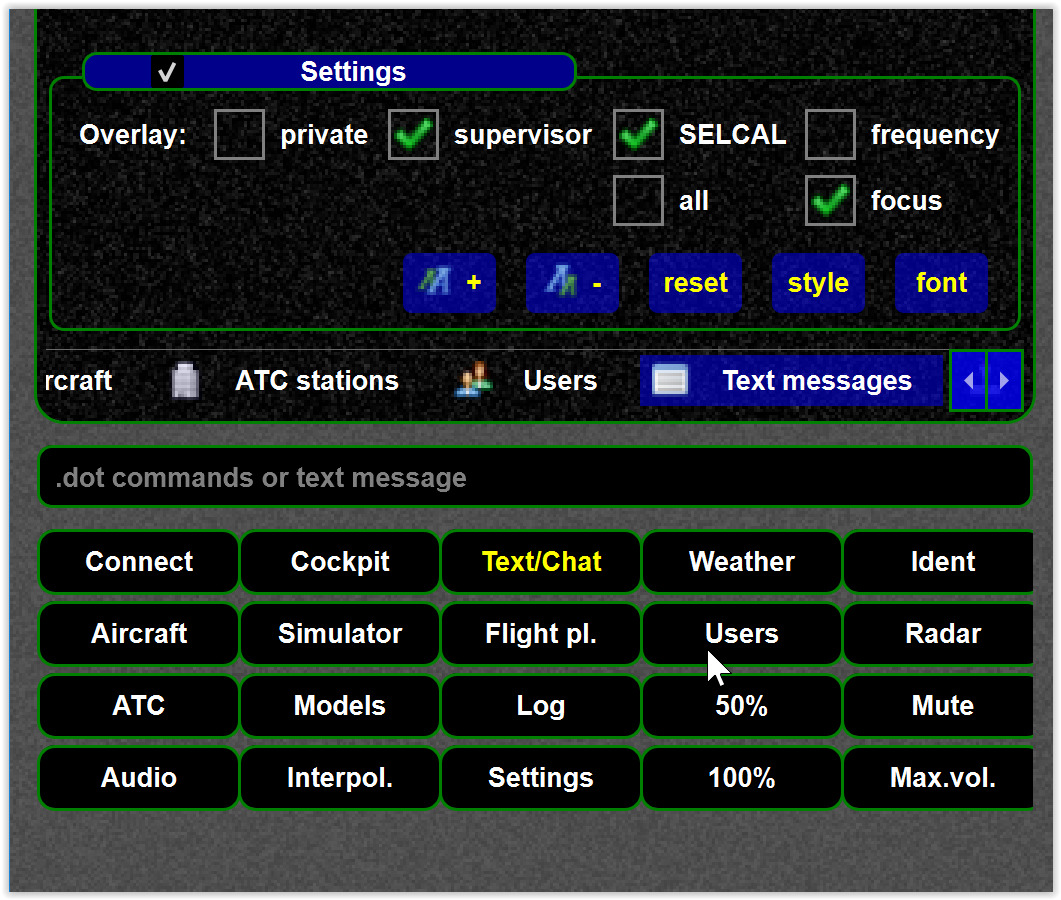 Settings
Overlay: private supervisor SELCAL frequency
all focus
+ - reset style font
rcraft ATC stations Users Text messages
.dot commands or text message
Connect Cockpit Text/Chat Weather Ident
Aircraft Simulator Flight pl. Users Radar
ATC Models Log 50% Mute
Audio Interpol. Settings 100% Max.vol.